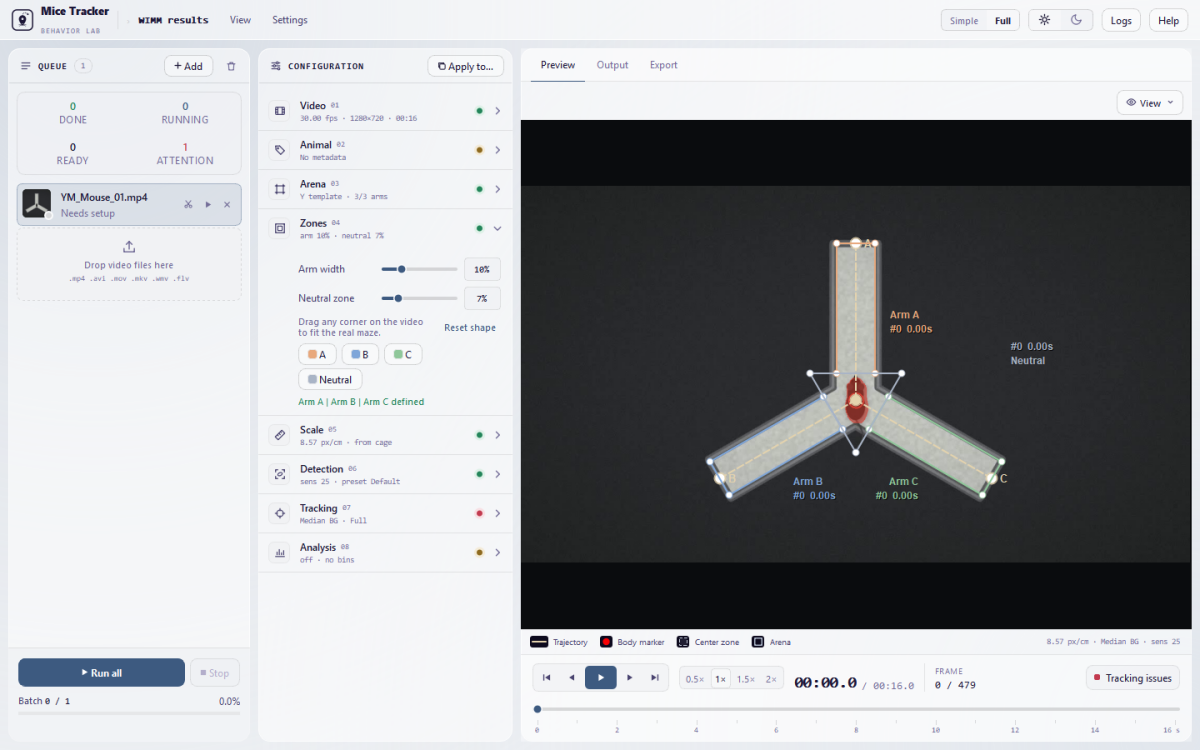 Mice Tracker
BEHAVIOR LAB
WIMM results
View
Settings
Simple
Full
Logs
Help
QUEUE 1
+ Add
0
DONE
0
RUNNING
0
READY
1
ATTENTION
YM_Mouse_01.mp4
Needs setup
Drop video files here
.mp4 .avi .mov .mkv .wmv .flv
Run all
Stop
Batch 0 / 1
0.0%
CONFIGURATION
Apply to...
Video 01
30.00 fps · 1280×720 · 00:16
Animal 02
No metadata
Arena 03
Y template · 3/3 arms
Zones 04
arm 10% · neutral 7%
Arm width
10%
Neutral zone
7%
Drag any corner on the video
to fit the real maze.
Reset shape
A
B
C
Neutral
Arm A | Arm B | Arm C defined
Scale 05
8.57 px/cm · from cage
Detection 06
sens 25 · preset Default
Tracking 07
Median BG · Full
Analysis 08
off · no bins
Preview
Output
Export
View
A
Arm A
#0 0.00s
#0 0.00s
Neutral
B
Arm B
#0 0.00s
Arm C
#0 0.00s
C
Trajectory
Body marker
Center zone
Arena
8.57 px/cm · Median BG · sens 25
0.5×
1×
1.5×
2×
00:00.0 / 00:16.0
FRAME
0 / 479
Tracking issues
0 2 4 6 8 10 12 14 16 s